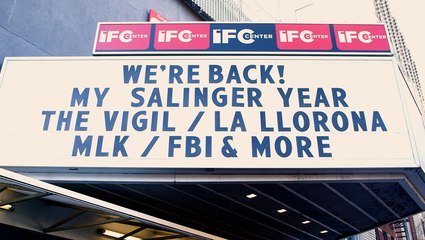 IFC CENTER IFC CENTER IFC CENTER IFC CENTER IFC CENTER
WE'RE BACK!
MY SALINGER YEAR
THE VIGIL / LA LLORONA
MLK / FBI & MORE